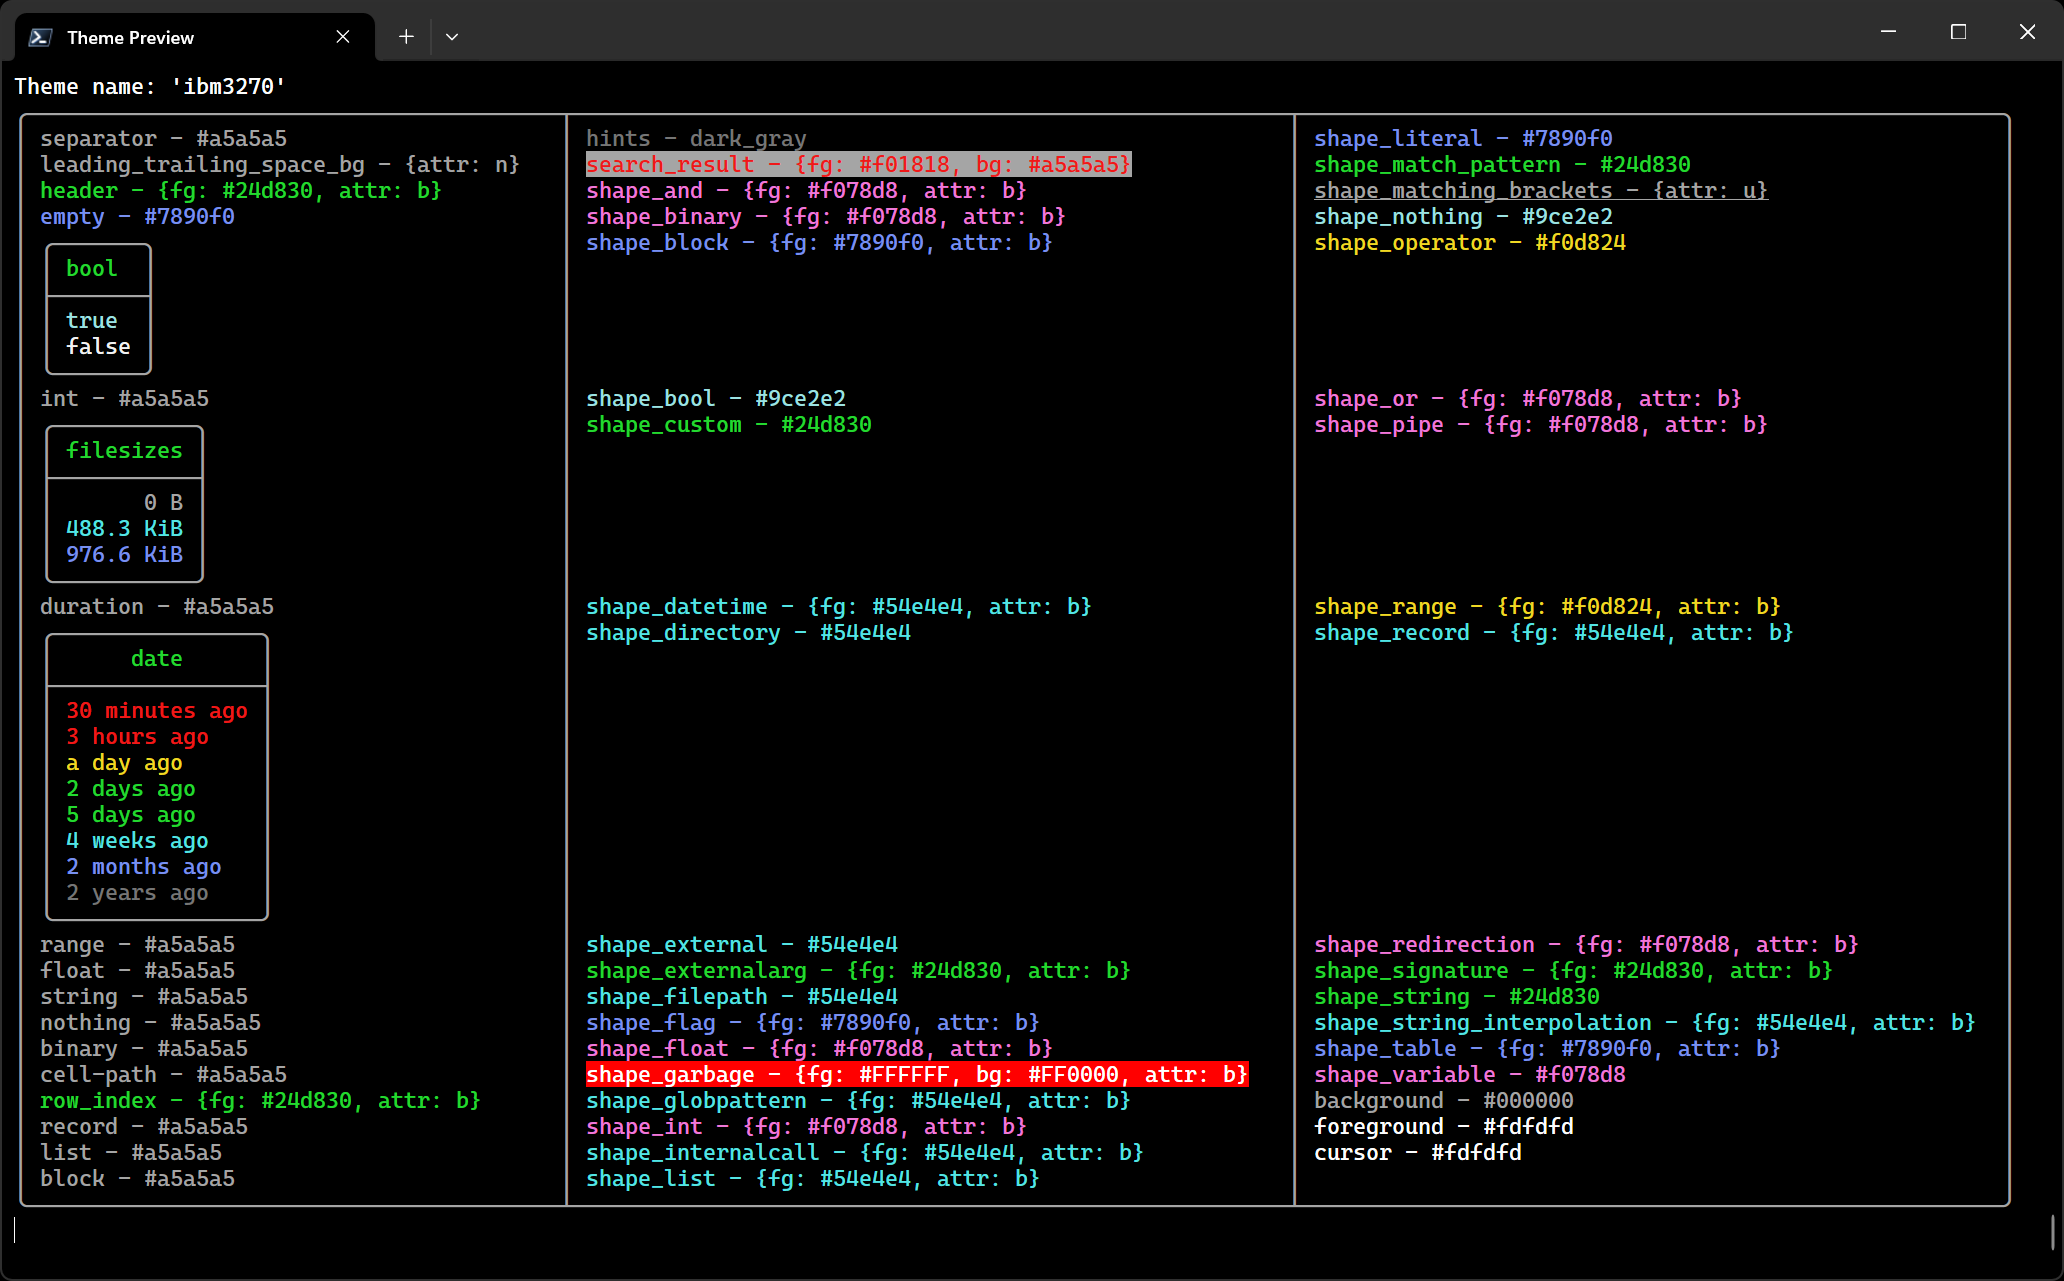 Theme Preview
Theme name: 'ibm3270'
separator - #a5a5a5
leading_trailing_space_bg - {attr: n}
header - {fg: #24d830, attr: b}
empty - #7890f0
bool
true
false
int - #a5a5a5
filesizes
0 B
488.3 KiB
976.6 KiB
duration - #a5a5a5
date
30 minutes ago
3 hours ago
a day ago
2 days ago
5 days ago
4 weeks ago
2 months ago
2 years ago
range - #a5a5a5
float - #a5a5a5
string - #a5a5a5
nothing - #a5a5a5
binary - #a5a5a5
cell-path - #a5a5a5
row_index - {fg: #24d830, attr: b}
record - #a5a5a5
list - #a5a5a5
block - #a5a5a5
hints - dark_gray
search_result - {fg: #f01818, bg: #a5a5a5}
shape_and - {fg: #f078d8, attr: b}
shape_binary - {fg: #f078d8, attr: b}
shape_block - {fg: #7890f0, attr: b}
shape_bool - #9ce2e2
shape_custom - #24d830
shape_datetime - {fg: #54e4e4, attr: b}
shape_directory - #54e4e4
shape_external - #54e4e4
shape_externalarg - {fg: #24d830, attr: b}
shape_filepath - #54e4e4
shape_flag - {fg: #7890f0, attr: b}
shape_float - {fg: #f078d8, attr: b}
shape_garbage - {fg: #FFFFFF, bg: #FF0000, attr: b}
shape_globpattern - {fg: #54e4e4, attr: b}
shape_int - {fg: #f078d8, attr: b}
shape_internalcall - {fg: #54e4e4, attr: b}
shape_list - {fg: #54e4e4, attr: b}
shape_literal - #7890f0
shape_match_pattern - #24d830
shape_matching_brackets - {attr: u}
shape_nothing - #9ce2e2
shape_operator - #f0d824
shape_or - {fg: #f078d8, attr: b}
shape_pipe - {fg: #f078d8, attr: b}
shape_range - {fg: #f0d824, attr: b}
shape_record - {fg: #54e4e4, attr: b}
shape_redirection - {fg: #f078d8, attr: b}
shape_signature - {fg: #24d830, attr: b}
shape_string - #24d830
shape_string_interpolation - {fg: #54e4e4, attr: b}
shape_table - {fg: #7890f0, attr: b}
shape_variable - #f078d8
background - #000000
foreground - #fdfdfd
cursor - #fdfdfd